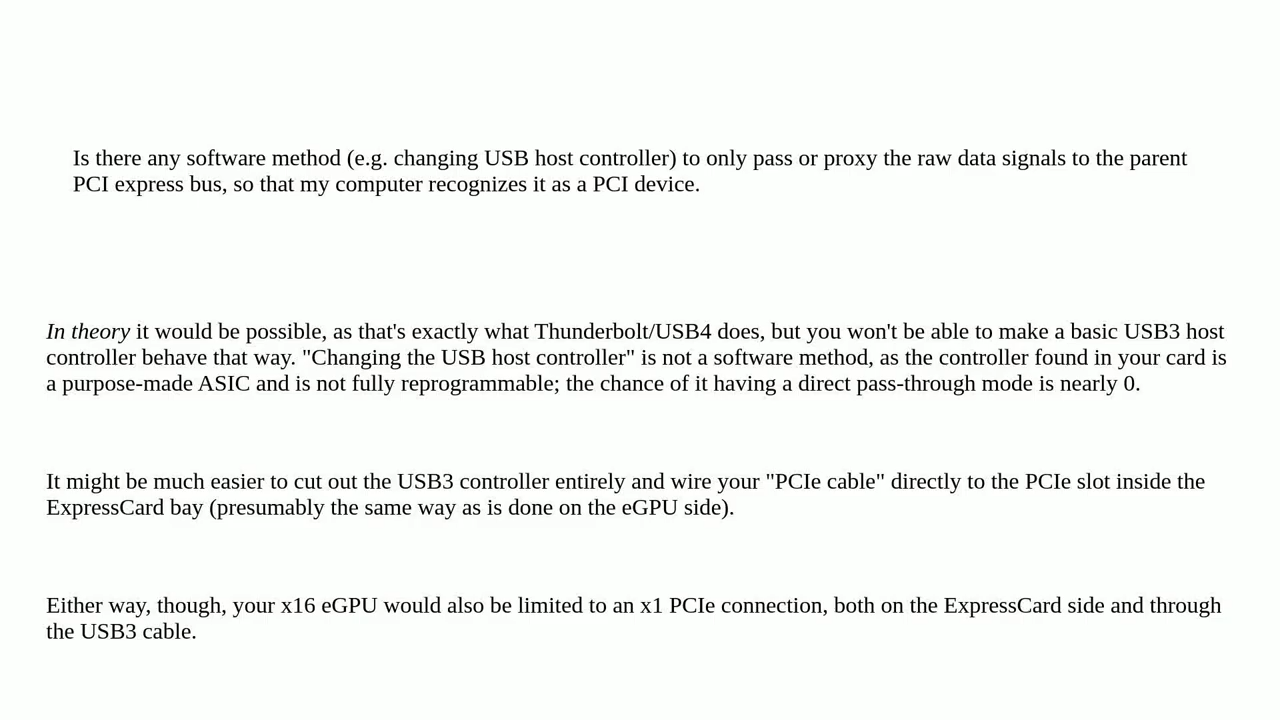 Is there any software method (e.g. changing USB host controller) to only pass or proxy the raw data signals to the parent
PCI express bus, so that my computer recognizes it as a PCI device.
In theory it would be possible, as that's exactly what Thunderbolt/USB4 does, but you won't be able to make a basic USB3 host
controller behave that way. "Changing the USB host controller" is not a software method, as the controller found in your card is
a purpose-made ASIC and is not fully reprogrammable; the chance of it having a direct pass-through mode is nearly 0.
It might be much easier to cut out the USB3 controller entirely and wire your "PCIe cable" directly to the PCIe slot inside the
ExpressCard bay (presumably the same way as is done on the eGPU side).
Either way, though, your x16 eGPU would also be limited to an x1 PCIe connection, both on the ExpressCard side and through
the USB3 cable.